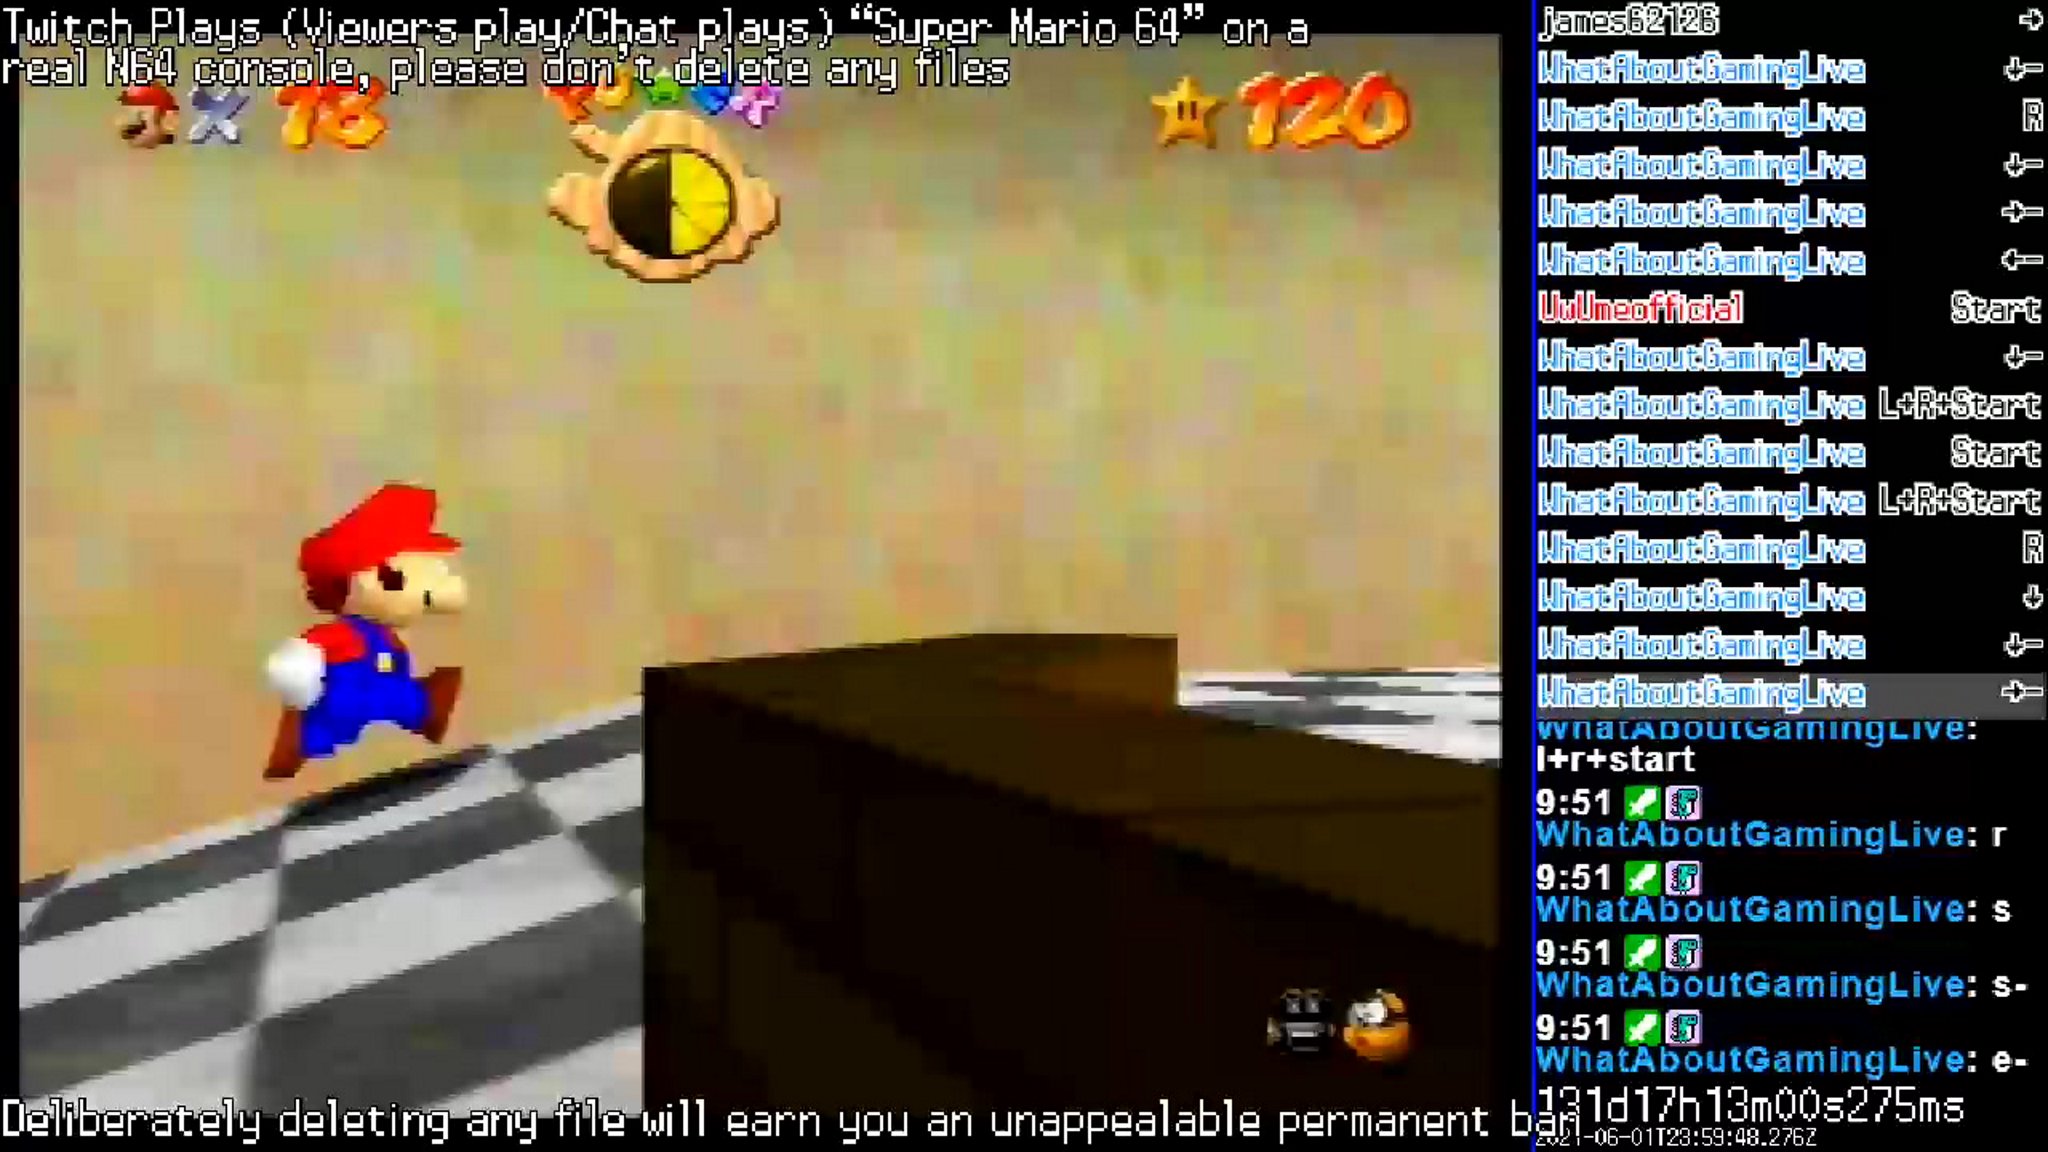 Twitch Plays (Viewers play/Chat plays) “Super Mario 64” on a
real N64 console, please don't delete any files
18
120
james62126 →
WhatAboutGamingLive ↓-
WhatAboutGamingLive R
WhatAboutGamingLive ↓-
WhatAboutGamingLive →-
WhatAboutGamingLive ←-
UwUmeofficial Start
WhatAboutGamingLive ↓-
WhatAboutGamingLive L+R+Start
WhatAboutGamingLive Start
WhatAboutGamingLive L+R+Start
WhatAboutGamingLive R
WhatAboutGamingLive ↓
WhatAboutGamingLive ↓-
WhatAboutGamingLive →-
WhatAboutGamingLive:
l+r+start
9:51
WhatAboutGamingLive: r
9:51
WhatAboutGamingLive: s
9:51
WhatAboutGamingLive: s-
9:51
WhatAboutGamingLive: e-
Deliberately deleting any file will earn you an unappealable permanent ban
131d17h13m00s275ms
2021-06-01T23:59:48.276Z